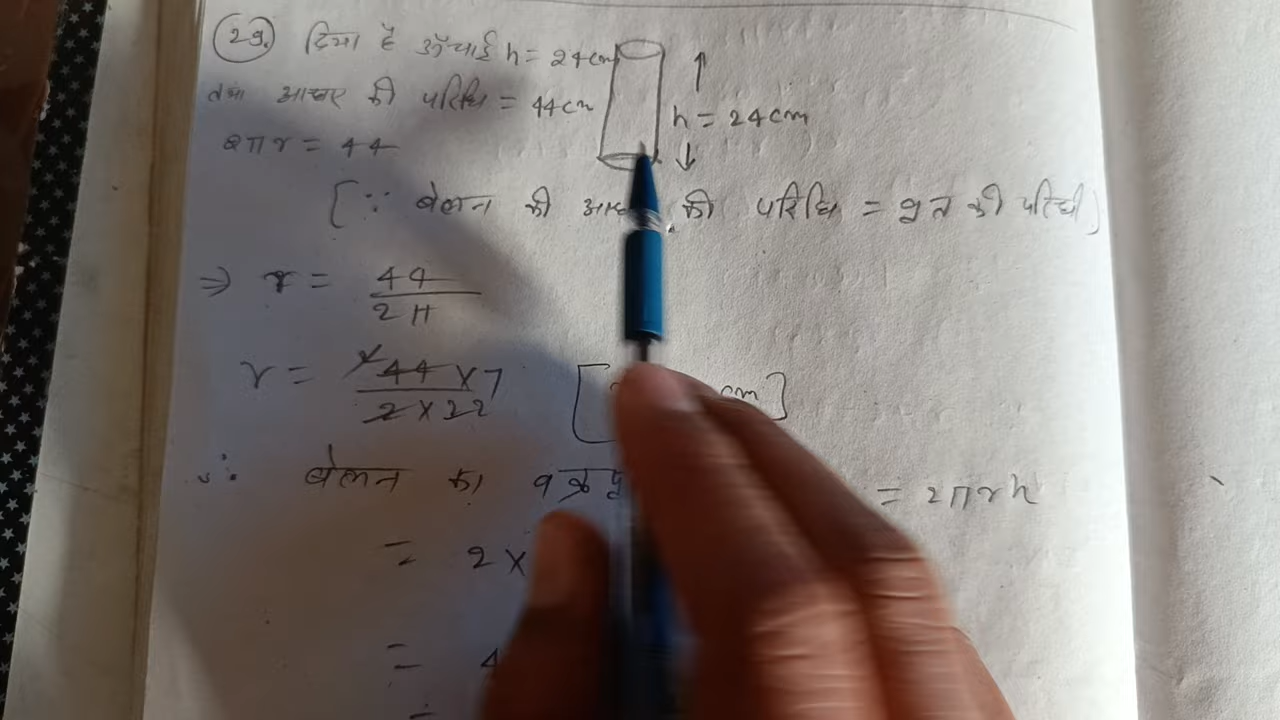 29. दिया है ऊँचाई h = 24cm
तथा आधार की परिधि = 44cm
h = 24cm
2πr = 44
[∵ बेलन की की परिधि = वृत की परिधी]
⇒ r = 44 / 2π
r = 44 × 7 / 2 × 22 [ cm]
∴ बेलन का = 2πrh
= 2 ×
= 4
=